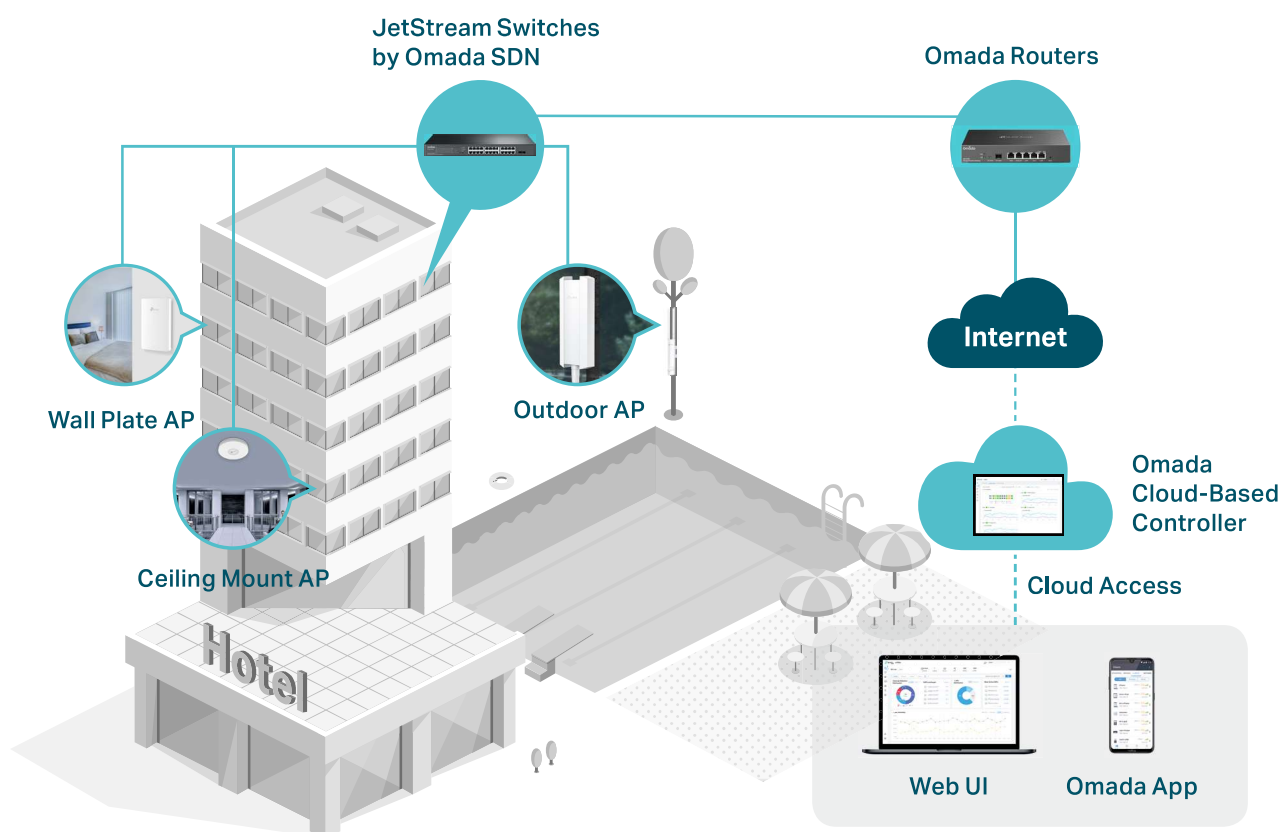 JetStream Switches
by Omada SDN
Omada Routers
Internet
Wall Plate AP
Outdoor AP
Omada
Cloud-Based
Controller
Ceiling Mount AP
Cloud Access
Hotel
Web UI
Omada App